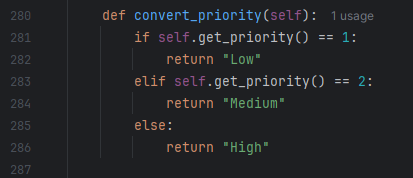 280 def convert_priority(self): 1 usage
281 if self.get_priority() == 1:
282 return "Low"
283 elif self.get_priority() == 2:
284 return "Medium"
285 else:
286 return "High"
287